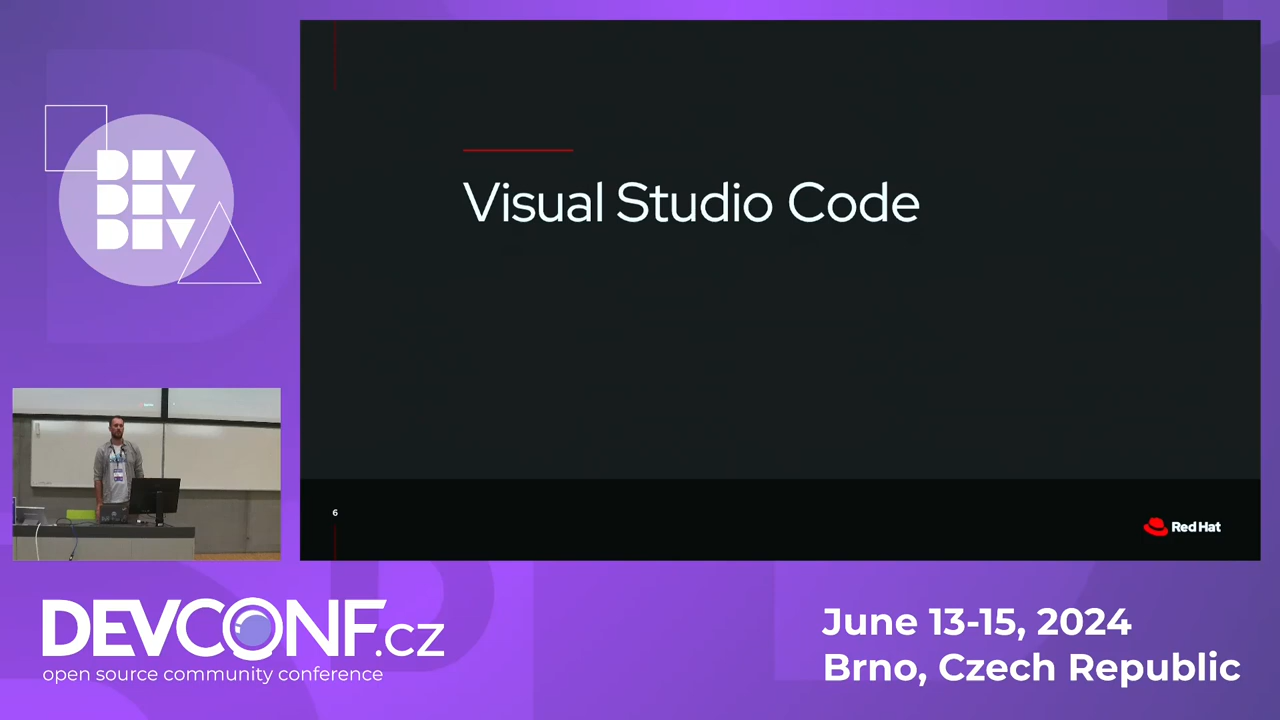 DEV
DEV
DEV
Visual Studio Code
6
Red Hat
DEVCONF.cz
open source community conference
June 13-15, 2024
Brno, Czech Republic